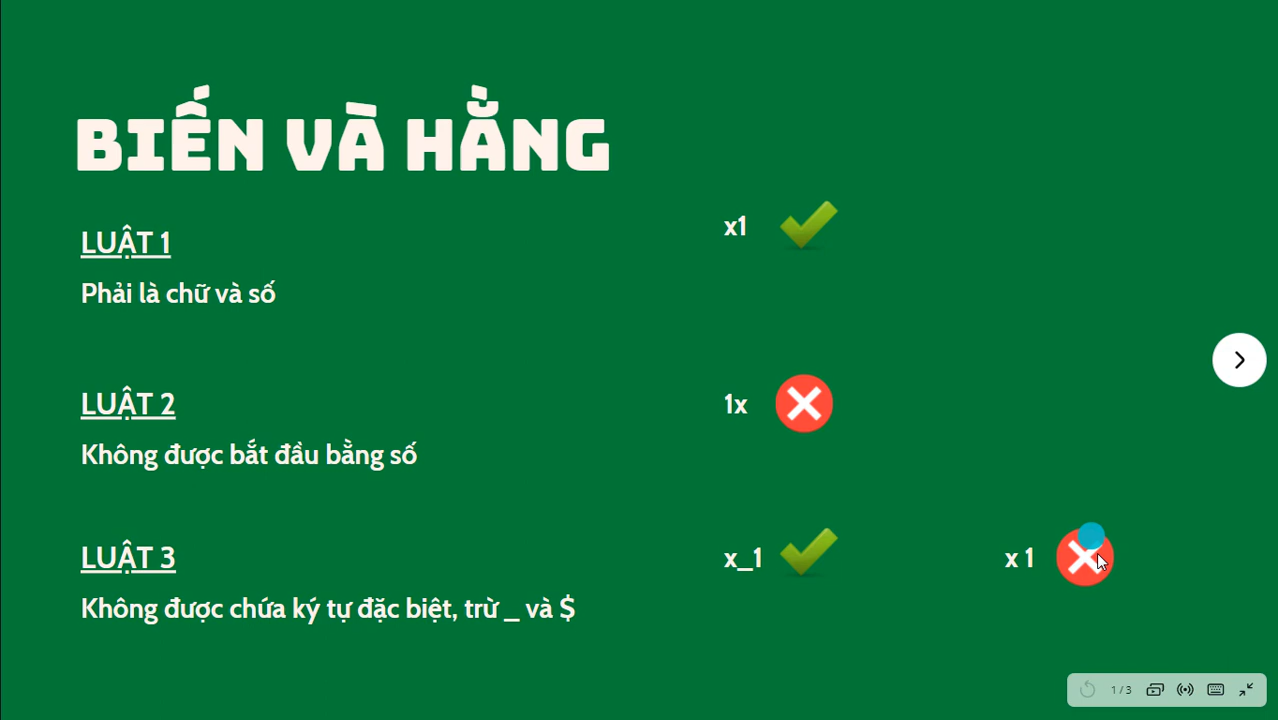 BIẾN VÀ HẰNG
LUẬT 1
Phải là chữ và số
x1
LUẬT 2
Không được bắt đầu bằng số
1x
LUẬT 3
Không được chứa ký tự đặc biệt, trừ _ và $
x_1
x 1
1 / 3